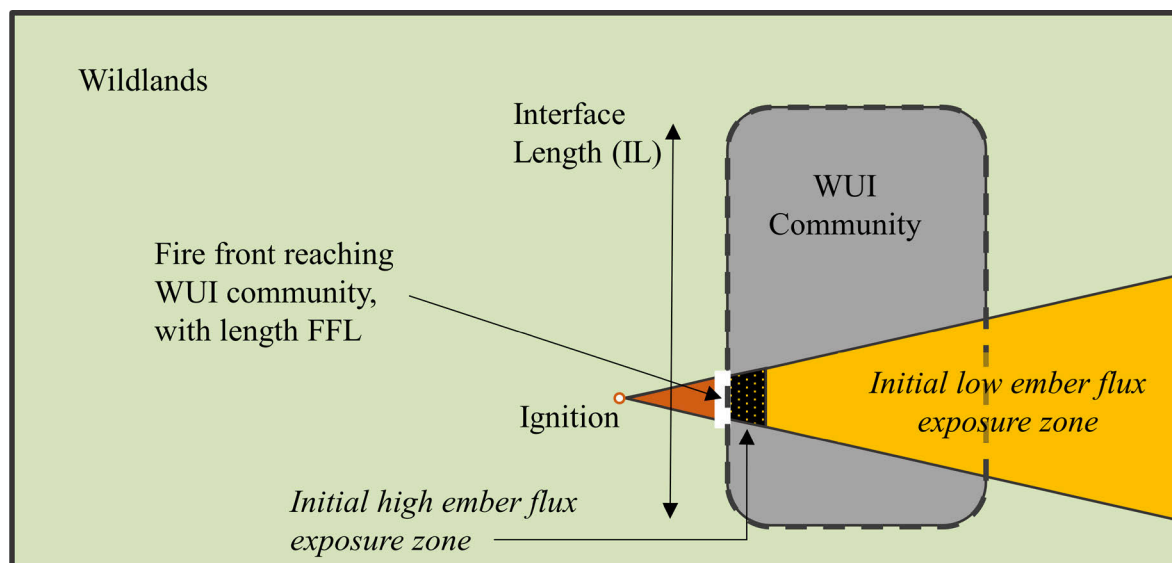 Wildlands
Interface
Length (IL)
WUI
Community
Fire front reaching
WUI community,
with length FFL
Ignition
Initial low ember flux
exposure zone
Initial high ember flux
exposure zone